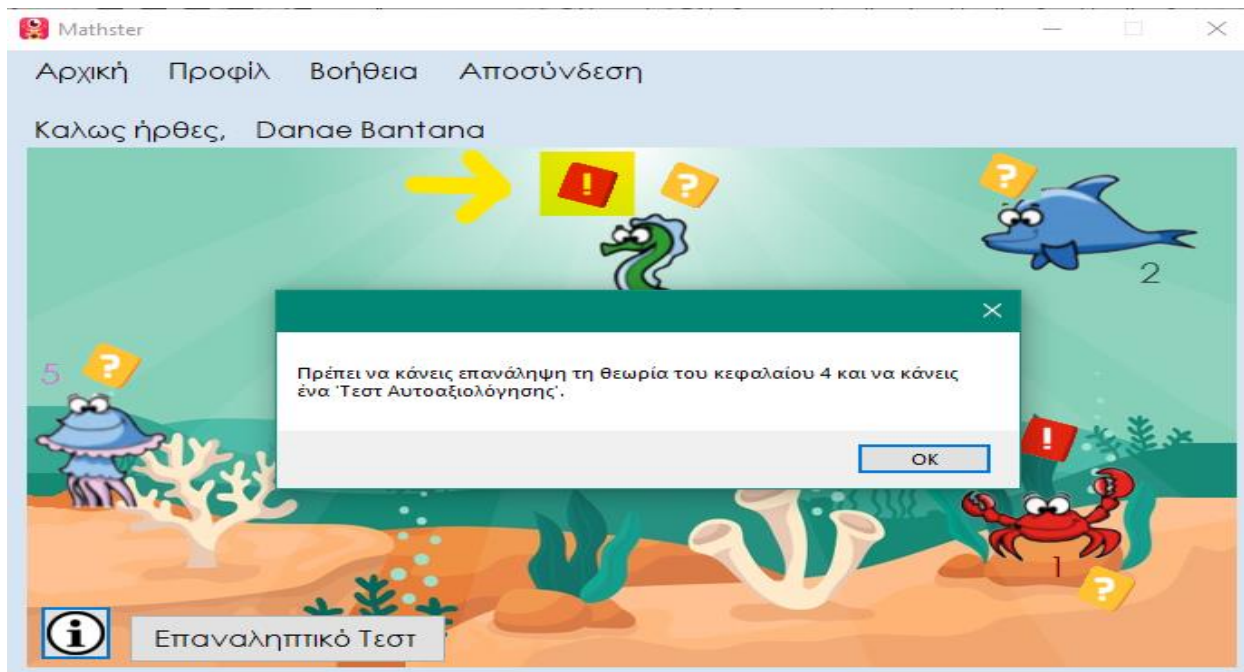 Mathster
Αρχική Προφίλ Βοήθεια Αποσύνδεση
Καλως ήρθες, Danae Bantana
! ?
?
2
5 ?
Πρέπει να κάνεις επανάληψη τη θεωρία του κεφαλαίου 4 και να κάνεις
ένα 'Τεστ Αυτοαξιολόγησης'.
OK
!
1
?
i Επαναληπτικό Τεστ